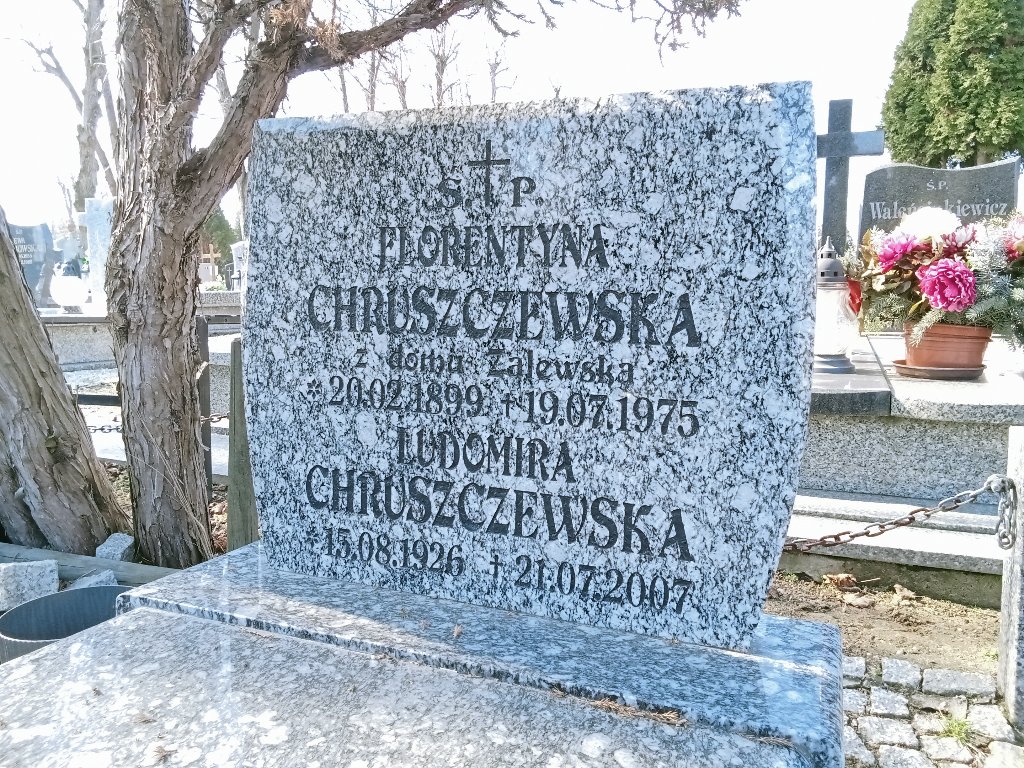 Ś. P.
FLORENTYNA
CHRUSZCZEWSKA
z domu Zalewska
* 20.02.1899 † 19.07.1975
LUDOMIRA
CHRUSZCZEWSKA
* 15.08.1926 † 21.07.2007
Ś.P.